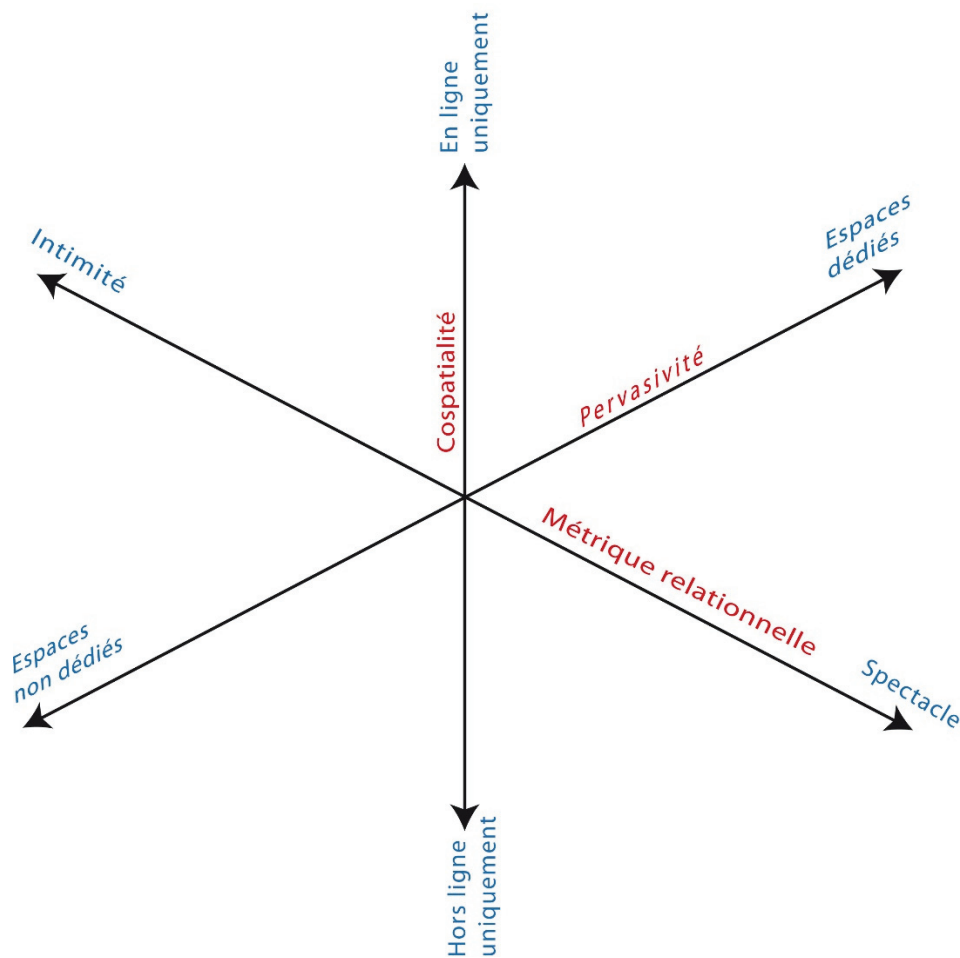 En ligne
uniquement
Espaces
dédiés
Intimité
Cospatialité
Pervasivité
Métrique relationnelle
Espaces
non dédiés
Spectacle
Hors ligne
uniquement